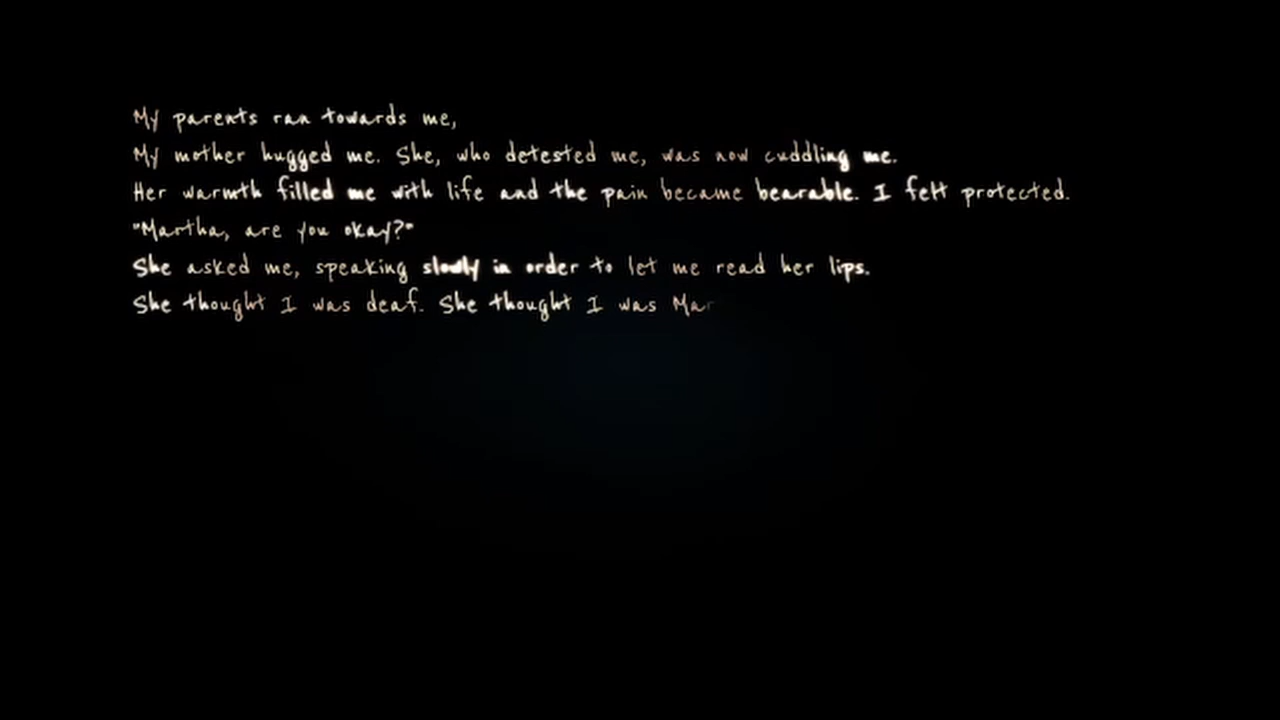 My parents ran towards me,
My mother hugged me. She, who detested me, was now cuddling me.
Her warmth filled me with life and the pain became bearable. I felt protected.
"Martha, are you okay?"
She asked me, speaking slowly in order to let me read her lips.
She thought I was deaf. She thought I was Mar